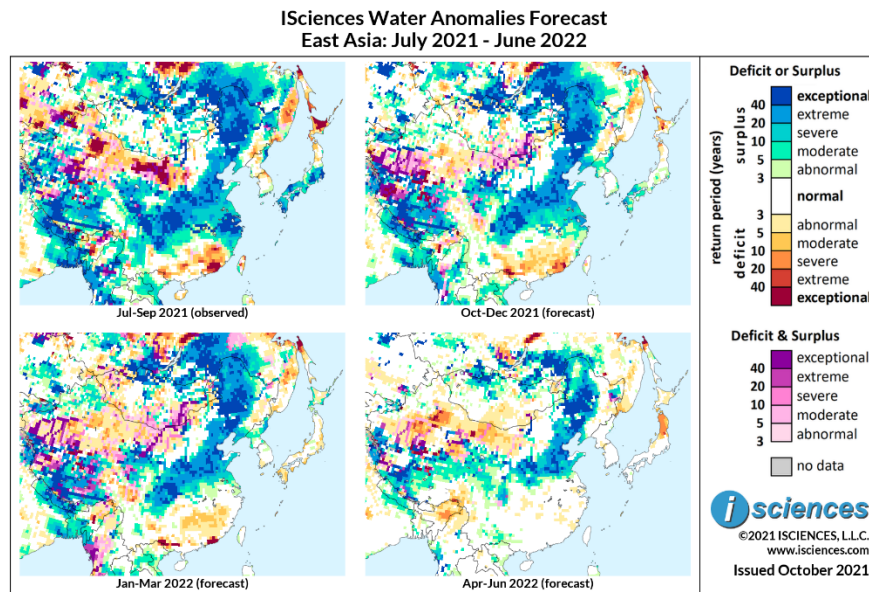 ISciences Water Anomalies Forecast
East Asia: July 2021 - June 2022
Jul-Sep 2021 (observed)
Oct-Dec 2021 (forecast)
Jan-Mar 2022 (forecast)
Apr-Jun 2022 (forecast)
Deficit or Surplus
return period (years)
surplus
deficit
exceptional
40
extreme
20
severe
10
moderate
5
abnormal
3
normal
3
abnormal
5
moderate
10
severe
20
extreme
40
exceptional
Deficit & Surplus
exceptional
40
extreme
20
severe
10
moderate
5
abnormal
3
no data
i sciences
©2021 ISCIENCES, L.L.C.
www.isciences.com
Issued October 2021